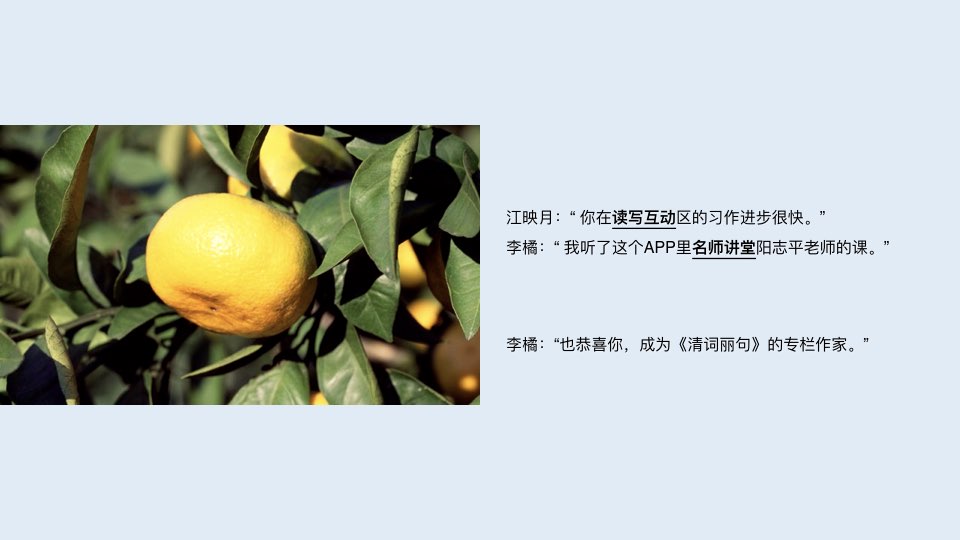 江映月：“ 你在读写互动区的习作进步很快。”
李橘：“ 我听了这个APP里名师讲堂阳志平老师的课。”
李橘：“也恭喜你，成为《清词丽句》的专栏作家。”